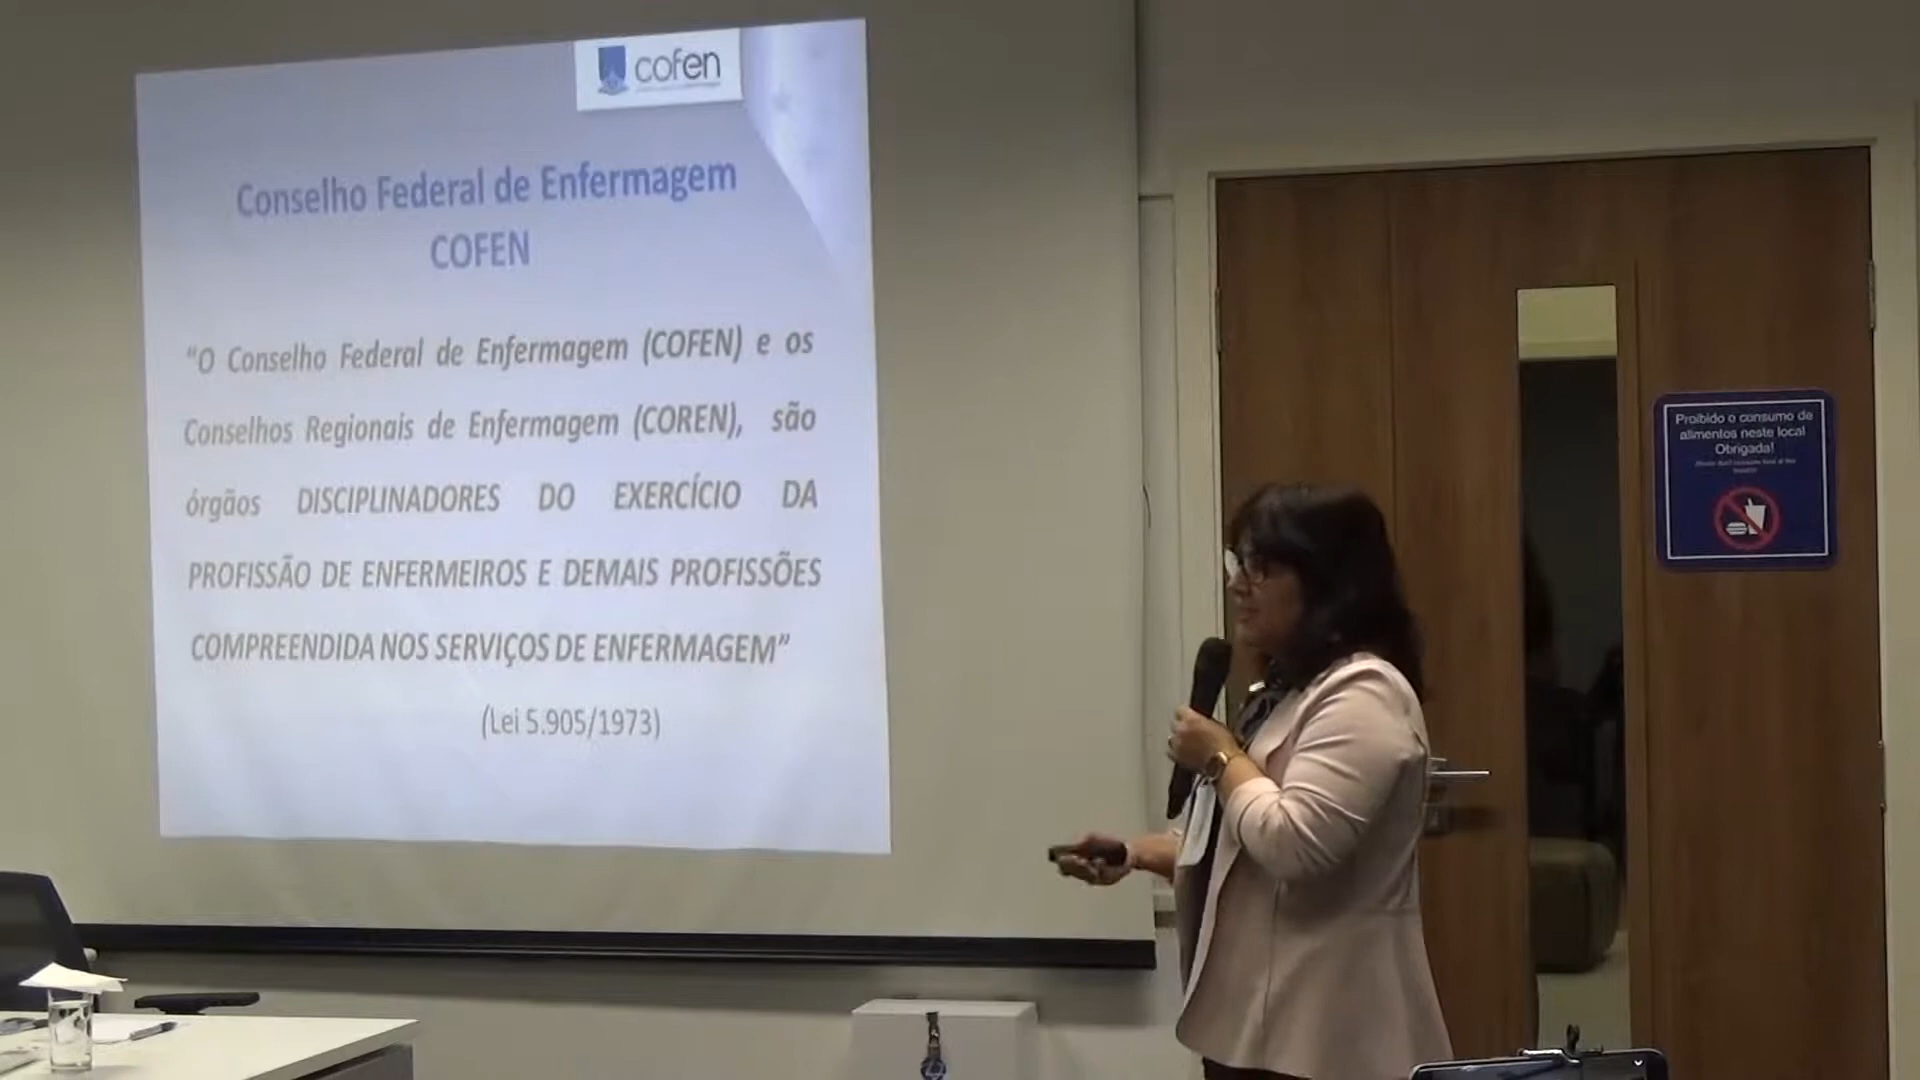 cofen
Conselho Federal de Enfermagem
COFEN
“O Conselho Federal de Enfermagem (COFEN) e os
Conselhos Regionais de Enfermagem (COREN), são
órgãos DISCIPLINADORES DO EXERCÍCIO DA
PROFISSÃO DE ENFERMEIROS E DEMAIS PROFISSÕES
COMPREENDIDA NOS SERVIÇOS DE ENFERMAGEM”
(Lei 5.905/1973)
Proibido o consumo de
alimentos neste local
Obrigada!